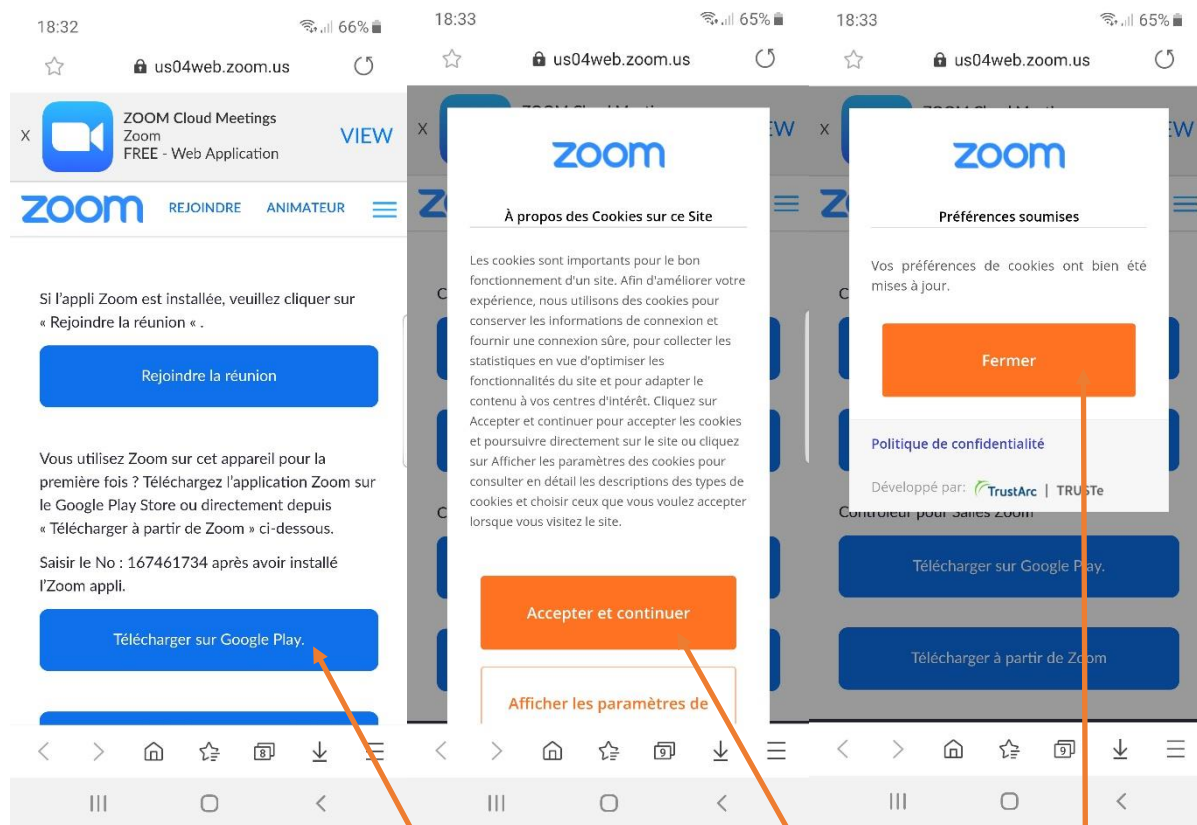 18:32
66%
us04web.zoom.us
X
ZOOM Cloud Meetings
Zoom
FREE - Web Application
VIEW
zoom
REJOINDRE
ANIMATEUR
Si l'appli Zoom est installée, veuillez cliquer sur
« Rejoindre la réunion « .
Rejoindre la réunion
Vous utilisez Zoom sur cet appareil pour la
première fois ? Téléchargez l'application Zoom sur
le Google Play Store ou directement depuis
« Télécharger à partir de Zoom » ci-dessous.
Saisir le No : 167461734 après avoir installé
l'Zoom appli.
Télécharger sur Google Play.
8
18:33
65%
us04web.zoom.us
X
EW
zoom
À propos des Cookies sur ce Site
Les cookies sont importants pour le bon
fonctionnement d'un site. Afin d'améliorer votre
expérience, nous utilisons des cookies pour
conserver les informations de connexion et
fournir une connexion sûre, pour collecter les
statistiques en vue d'optimiser les
fonctionnalités du site et pour adapter le
contenu à vos centres d'intérêt. Cliquez sur
Accepter et continuer pour accepter les cookies
et poursuivre directement sur le site ou cliquez
sur Afficher les paramètres des cookies pour
consulter en détail les descriptions des types de
cookies et choisir ceux que vous voulez accepter
lorsque vous visitez le site.
Accepter et continuer
Afficher les paramètres de
9
18:33
65%
us04web.zoom.us
X
EW
zoom
Préférences soumises
Vos préférences de cookies ont bien été
mises à jour.
Fermer
Politique de confidentialité
Développé par: TrustArc | TRUSTe
Contrôleur pour Salles Zoom
Télécharger sur Google Play.
Télécharger à partir de Zoom
9